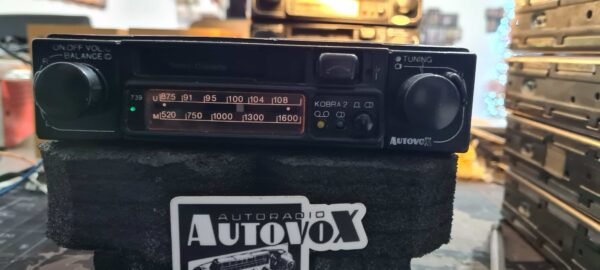 ON/OFF VOL.
BALANCE
TUNING
T39
U 87.5 91 95 100 104 108
M 520 750 1000 1300 1600
KOBRA 2
AUTOVOX
AUTORADIO
AUTOVOX